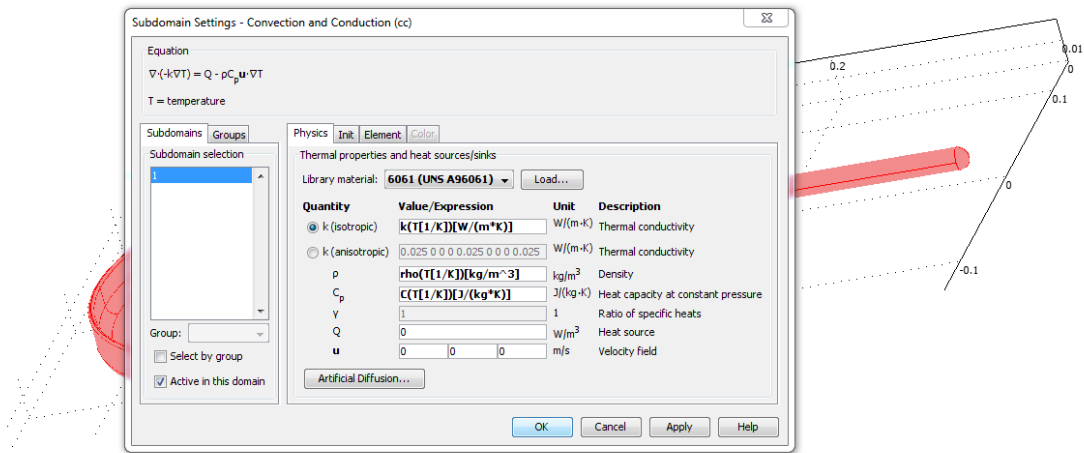 Subdomain Settings - Convection and Conduction (cc)
Equation
∇·(-k∇T) = Q - ρCpu·∇T
T = temperature
Subdomains Groups
Physics Init Element Color
Subdomain selection
1
Thermal properties and heat sources/sinks
Library material: 6061 (UNS A96061) Load...
Quantity Value/Expression Unit Description
k (isotropic) k(T[1/K])[W/(m*K)] W/(m·K) Thermal conductivity
k (anisotropic) 0.025 0 0 0 0.025 0 0 0 0.025 W/(m·K) Thermal conductivity
ρ rho(T[1/K])[kg/m^3] kg/m³ Density
Cp C(T[1/K])[J/(kg*K)] J/(kg·K) Heat capacity at constant pressure
γ 1 1 Ratio of specific heats
Q 0 W/m³ Heat source
u 0 0 0 m/s Velocity field
Group:
Select by group
Active in this domain
Artificial Diffusion...
OK Cancel Apply Help
0.2
0.01
0
0.1
0
-0.1